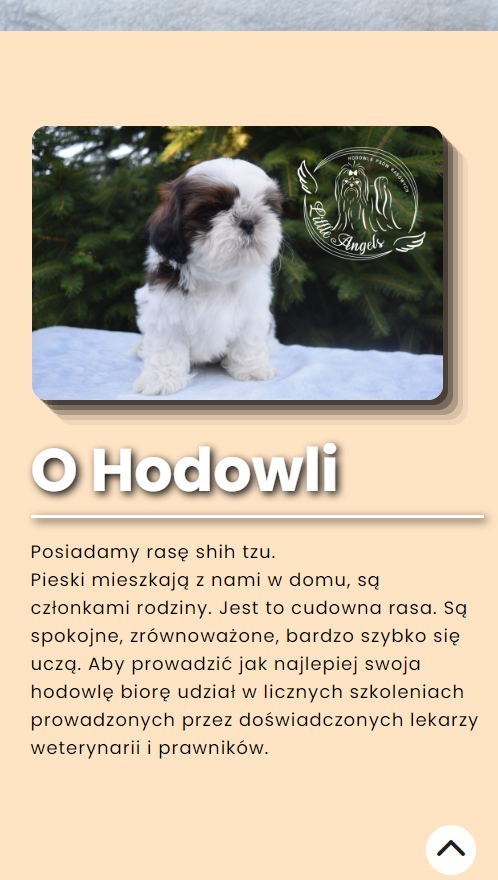 HODOWLA PSÓW RASOWYCH
Little Angels
O Hodowli
Posiadamy rasę shih tzu.
Pieski mieszkają z nami w domu, są
członkami rodziny. Jest to cudowna rasa. Są
spokojne, zrównoważone, bardzo szybko się
uczą. Aby prowadzić jak najlepiej swoja
hodowlę biorę udział w licznych szkoleniach
prowadzonych przez doświadczonych lekarzy
weterynarii i prawników.